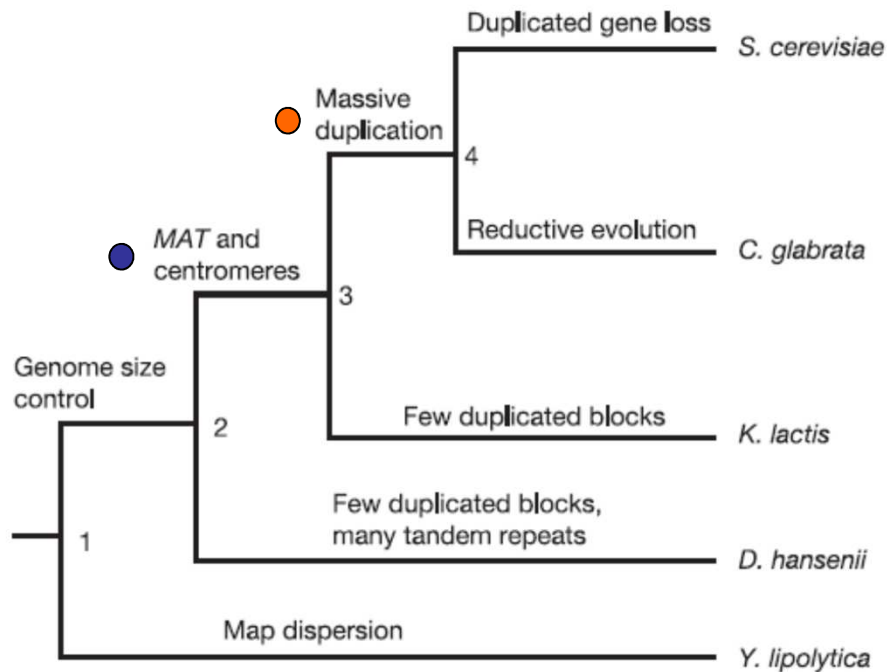 Duplicated gene loss
S. cerevisiae
Massive
duplication
4
Reductive evolution
C. glabrata
MAT and
centromeres
3
Genome size
control
Few duplicated blocks
K. lactis
2
Few duplicated blocks,
many tandem repeats
D. hansenii
1
Map dispersion
Y. lipolytica